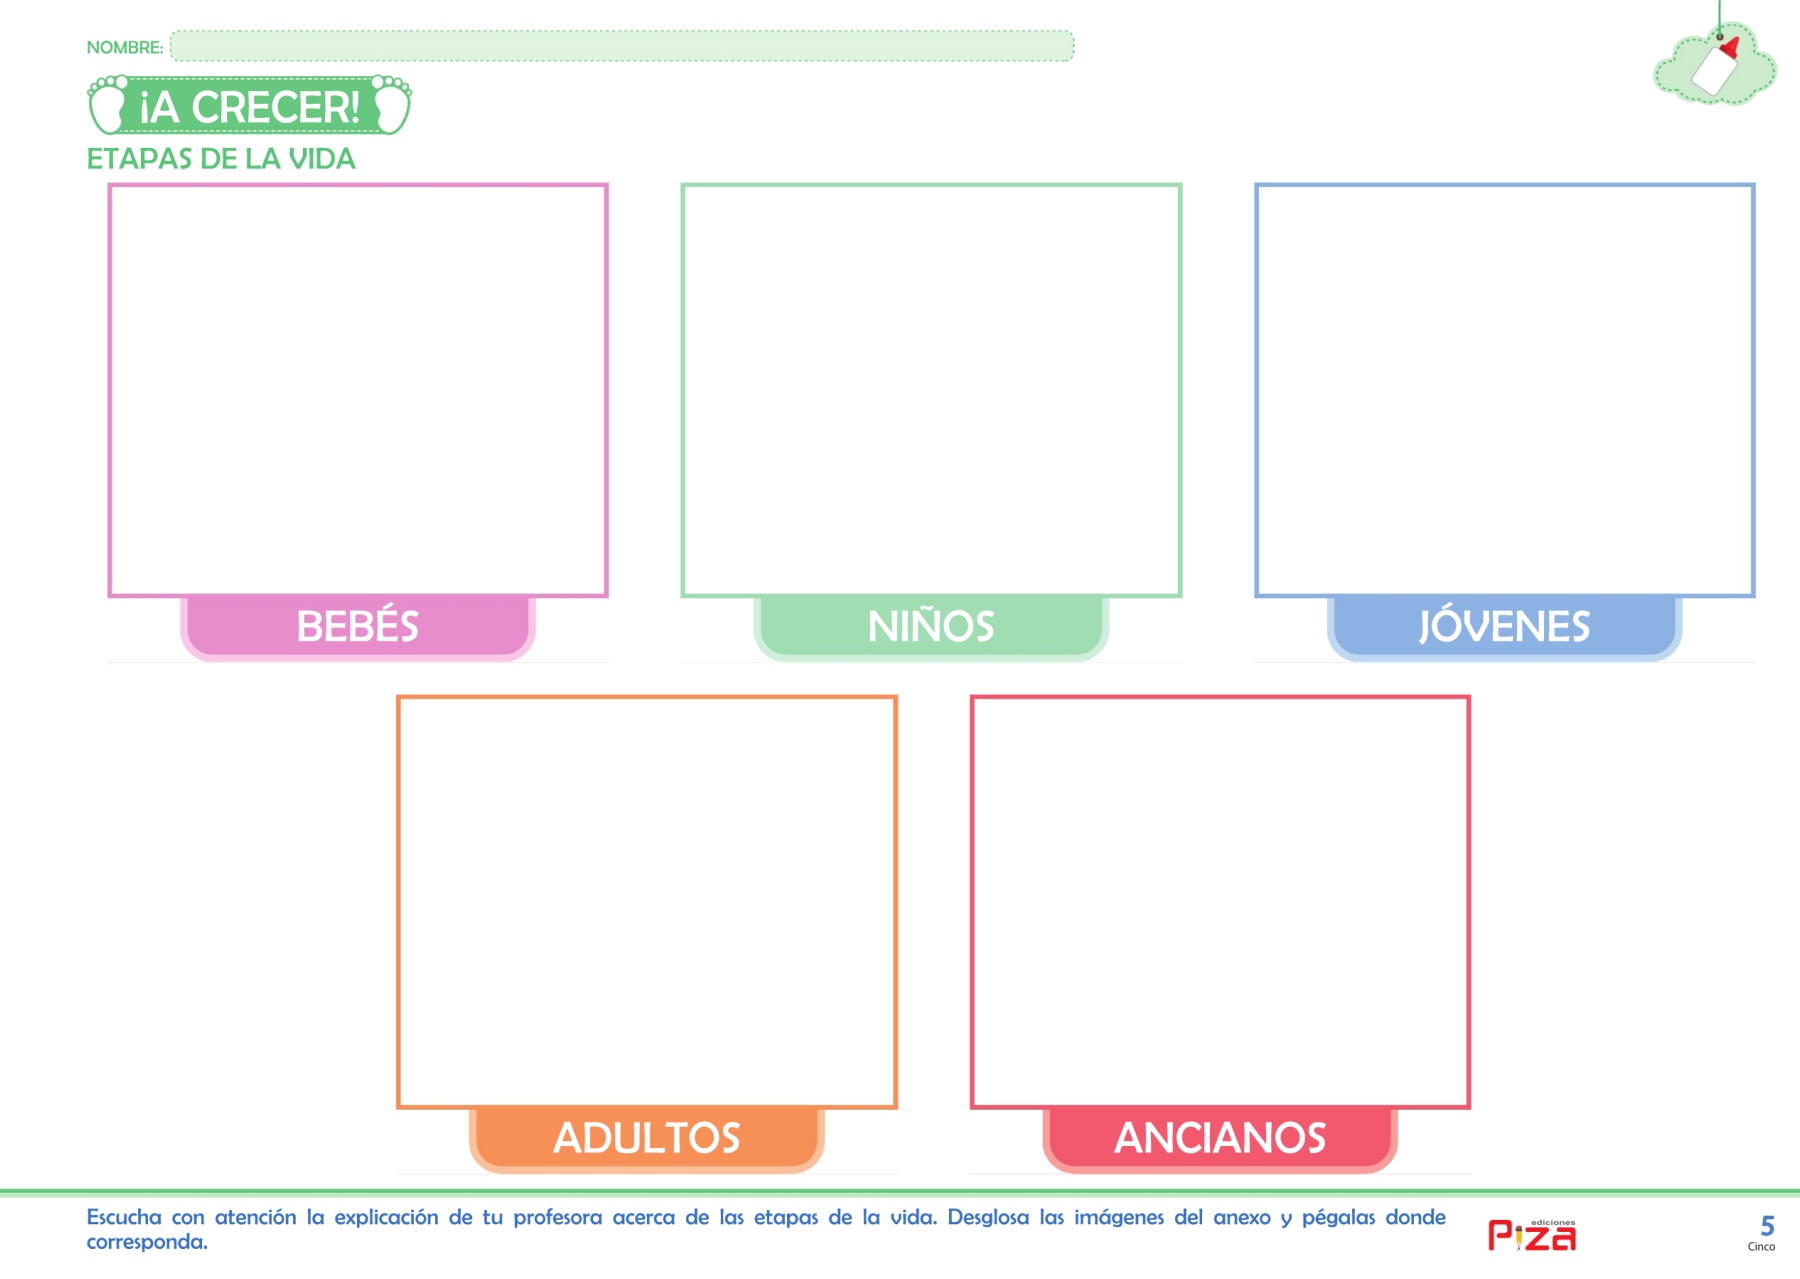 NOMBRE:
¡A CRECER!
ETAPAS DE LA VIDA
BEBÉS
NIÑOS
JÓVENES
ADULTOS
ANCIANOS
Escucha con atención la explicación de tu profesora acerca de las etapas de la vida. Desglosa las imágenes del anexo y pégalas donde
corresponda.
ediciones
Piza
5
Cinco